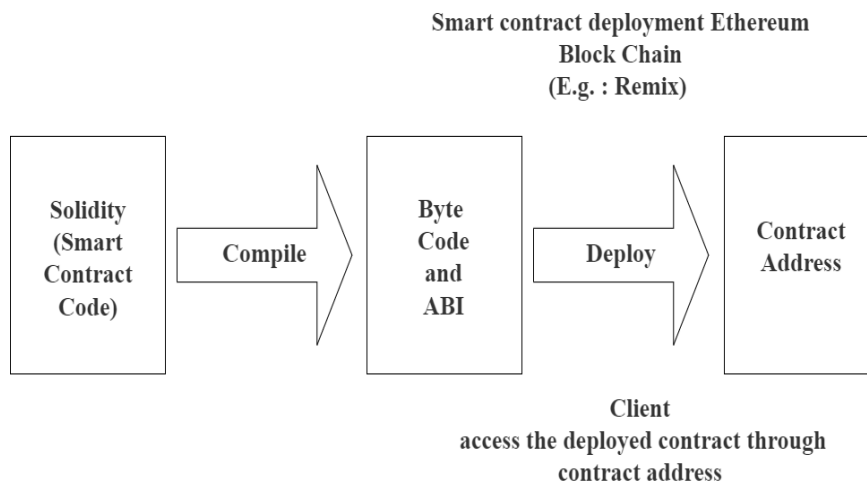 Smart contract deployment Ethereum
Block Chain
(E.g. : Remix)
Solidity
(Smart
Contract
Code)
Compile
Byte
Code
and
ABI
Deploy
Contract
Address
Client
access the deployed contract through
contract address